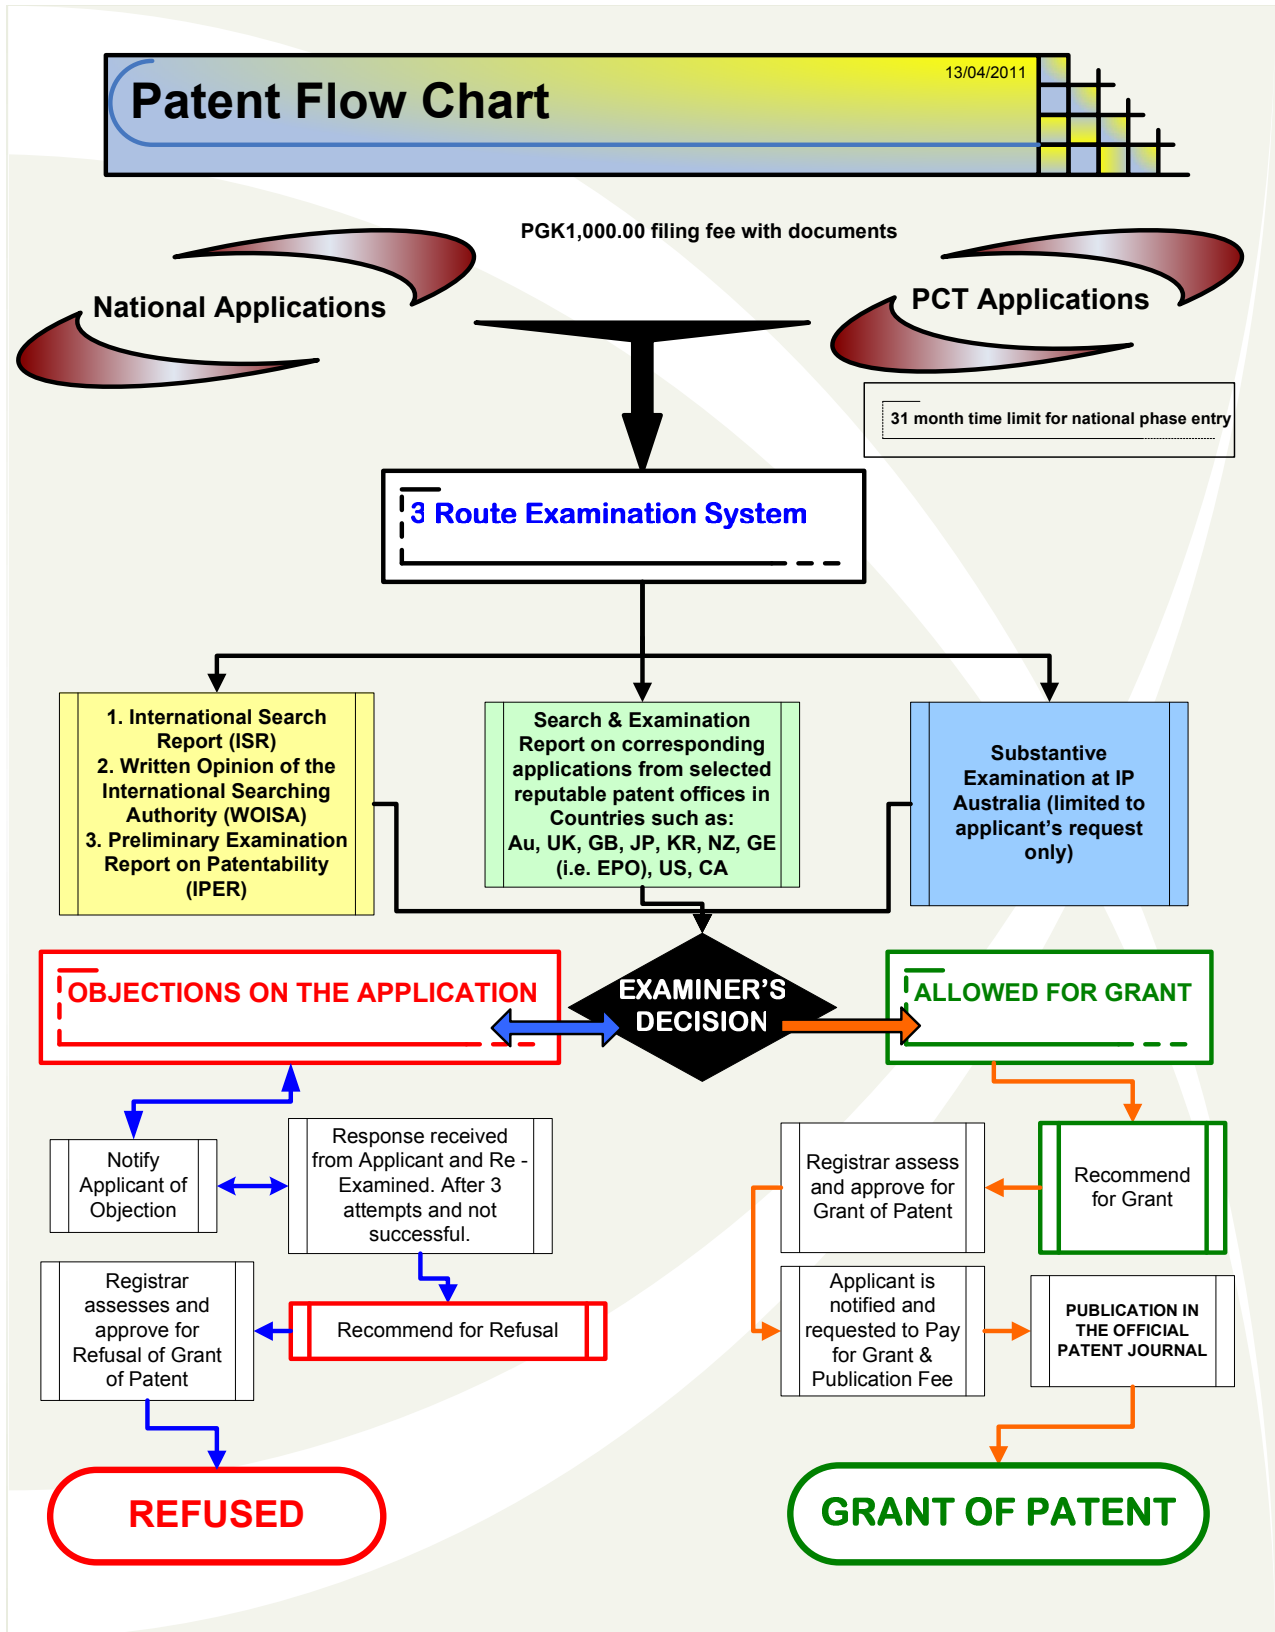 13/04/2011
Patent Flow Chart
PGK1,000.00 filing fee with documents
National Applications
PCT Applications
31 month time limit for national phase entry
3 Route Examination System
1. International Search
Report (ISR)
2. Written Opinion of the
International Searching
Authority (WOISA)
3. Preliminary Examination
Report on Patentability
(IPER)
Search & Examination
Report on corresponding
applications from selected
reputable patent offices in
Countries such as:
Au, UK, GB, JP, KR, NZ, GE
(i.e. EPO), US, CA
Substantive
Examination at IP
Australia (limited to
applicant's request
only)
OBJECTIONS ON THE APPLICATION
EXAMINER'S
DECISION
ALLOWED FOR GRANT
Notify
Applicant of
Objection
Response received
from Applicant and Re -
Examined. After 3
attempts and not
successful.
Registrar assess
and approve for
Grant of Patent
Recommend
for Grant
Registrar
assesses and
approve for
Refusal of Grant
of Patent
Recommend for Refusal
Applicant is
notified and
requested to Pay
for Grant &
Publication Fee
PUBLICATION IN
THE OFFICIAL
PATENT JOURNAL
REFUSED
GRANT OF PATENT